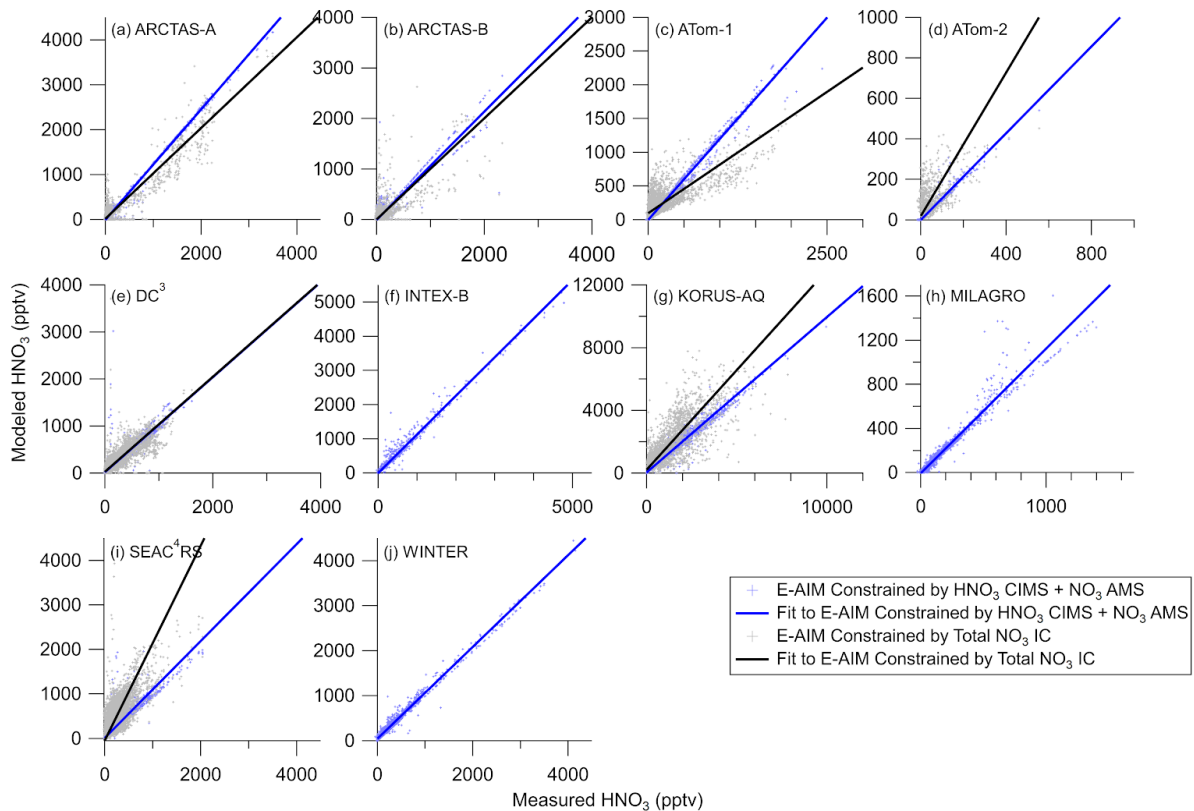 (a) ARCTAS-A
4000
3000
2000
1000
0
0 2000 4000
(b) ARCTAS-B
4000
3000
2000
1000
0
0 2000 4000
(c) ATom-1
3000
2500
2000
1500
1000
500
0
0 2500
(d) ATom-2
1000
800
600
400
200
0
0 400 800
(e) DC³
4000
3000
2000
1000
0
0 2000 4000
(f) INTEX-B
5000
4000
3000
2000
1000
0
0 5000
(g) KORUS-AQ
12000
8000
4000
0
0 10000
(h) MILAGRO
1600
1200
800
400
0
0 1000
(i) SEAC⁴RS
4000
3000
2000
1000
0
0 2000 4000
(j) WINTER
4000
3000
2000
1000
0
0 2000 4000
Modeled HNO₃ (pptv)
Measured HNO₃ (pptv)
E-AIM Constrained by HNO₃ CIMS + NO₃ AMS
Fit to E-AIM Constrained by HNO₃ CIMS + NO₃ AMS
E-AIM Constrained by Total NO₃ IC
Fit to E-AIM Constrained by Total NO₃ IC